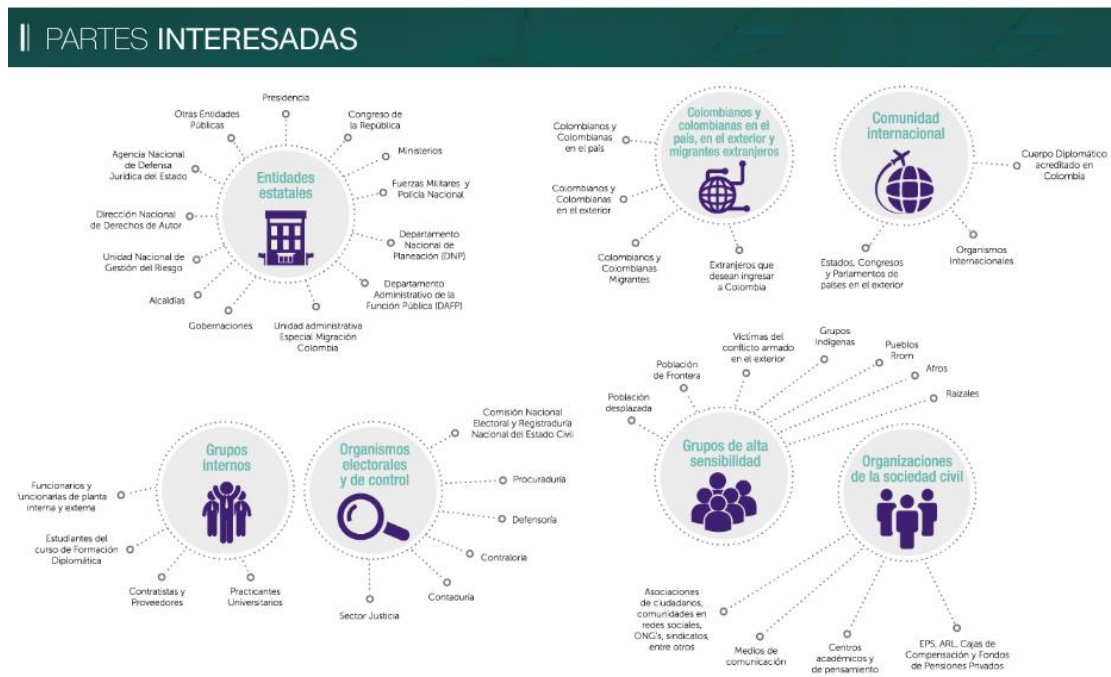 PARTES INTERESADAS
Entidades
estatales
Presidencia
Congreso de
la República
Ministerios
Fuerzas Militares y
Policía Nacional
Departamento
Nacional de
Planeación (DNP)
Departamento
Administrativo de la
Función Pública (DAFP)
Unidad administrativa
Especial Migración
Colombia
Gobernaciones
Alcaldías
Unidad Nacional de
Gestión del Riesgo
Dirección Nacional
de Derechos de Autor
Agencia Nacional
de Defensa
Jurídica del Estado
Otras Entidades
Públicas
Colombianos y
colombianas en el
país, en el exterior y
migrantes extranjeros
Colombianos y
Colombianas
en el país
Colombianos y
Colombianas
en el exterior
Colombianos y
Colombianas
Migrantes
Extranjeros que
desean ingresar
a Colombia
Comunidad
internacional
Cuerpo Diplomático
acreditado en
Colombia
Organismos
Internacionales
Estados, Congresos
y Parlamentos de
países en el exterior
Grupos
internos
Funcionarios y
funcionarias de planta
interna y externa
Estudiantes del
curso de Formación
Diplomática
Contratistas y
Proveedores
Practicantes
Universitarios
Organismos
electorales
y de control
Comisión Nacional
Electoral y Registraduría
Nacional del Estado Civil
Procuraduría
Defensoría
Contraloría
Contaduría
Sector Justicia
Grupos de alta
sensibilidad
Población
desplazada
Población
de Frontera
Víctimas del
conflicto armado
en el exterior
Grupos
Indígenas
Pueblos
Rrom
Afros
Raizales
Organizaciones
de la sociedad civil
Asociaciones
de ciudadanos,
comunidades en
redes sociales,
ONG's, sindicatos,
entre otros
Medios de
comunicación
Centros
académicos y
de pensamiento
EPS, ARL, Cajas de
Compensación y Fondos
de Pensiones Privados